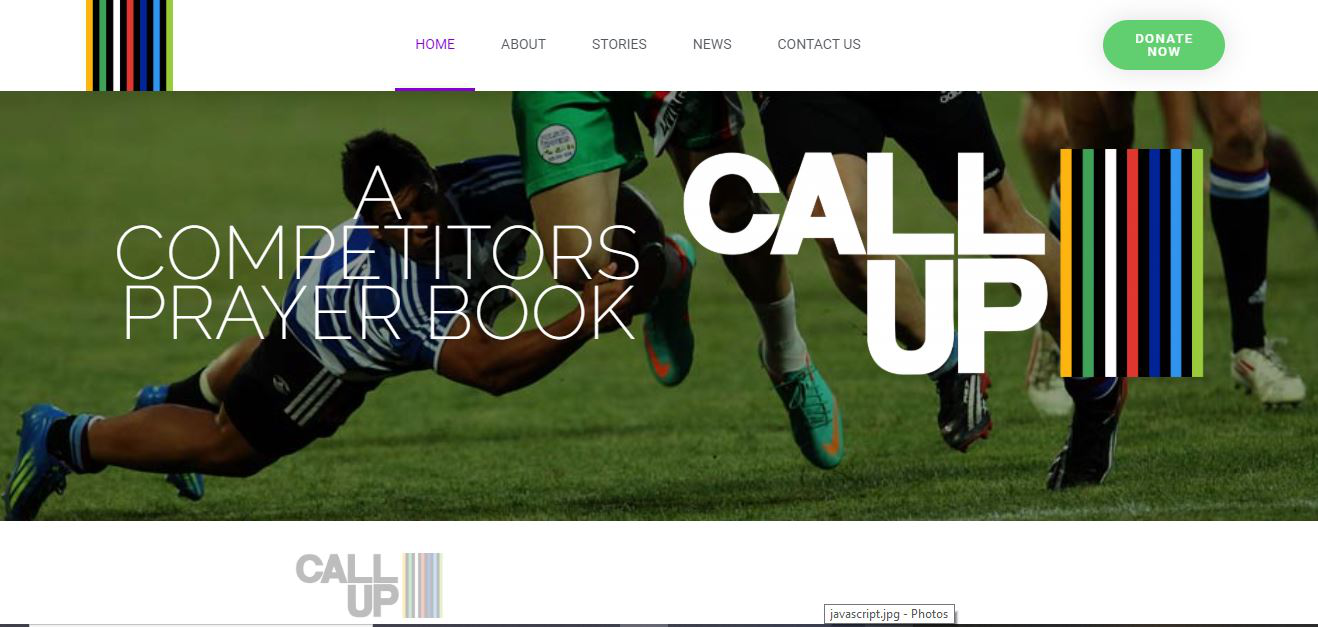 HOME
ABOUT
STORIES
NEWS
CONTACT US
DONATE
NOW
A
COMPETITORS
PRAYER BOOK
CALL
UP
CALL
UP
javascript.jpg - Photos